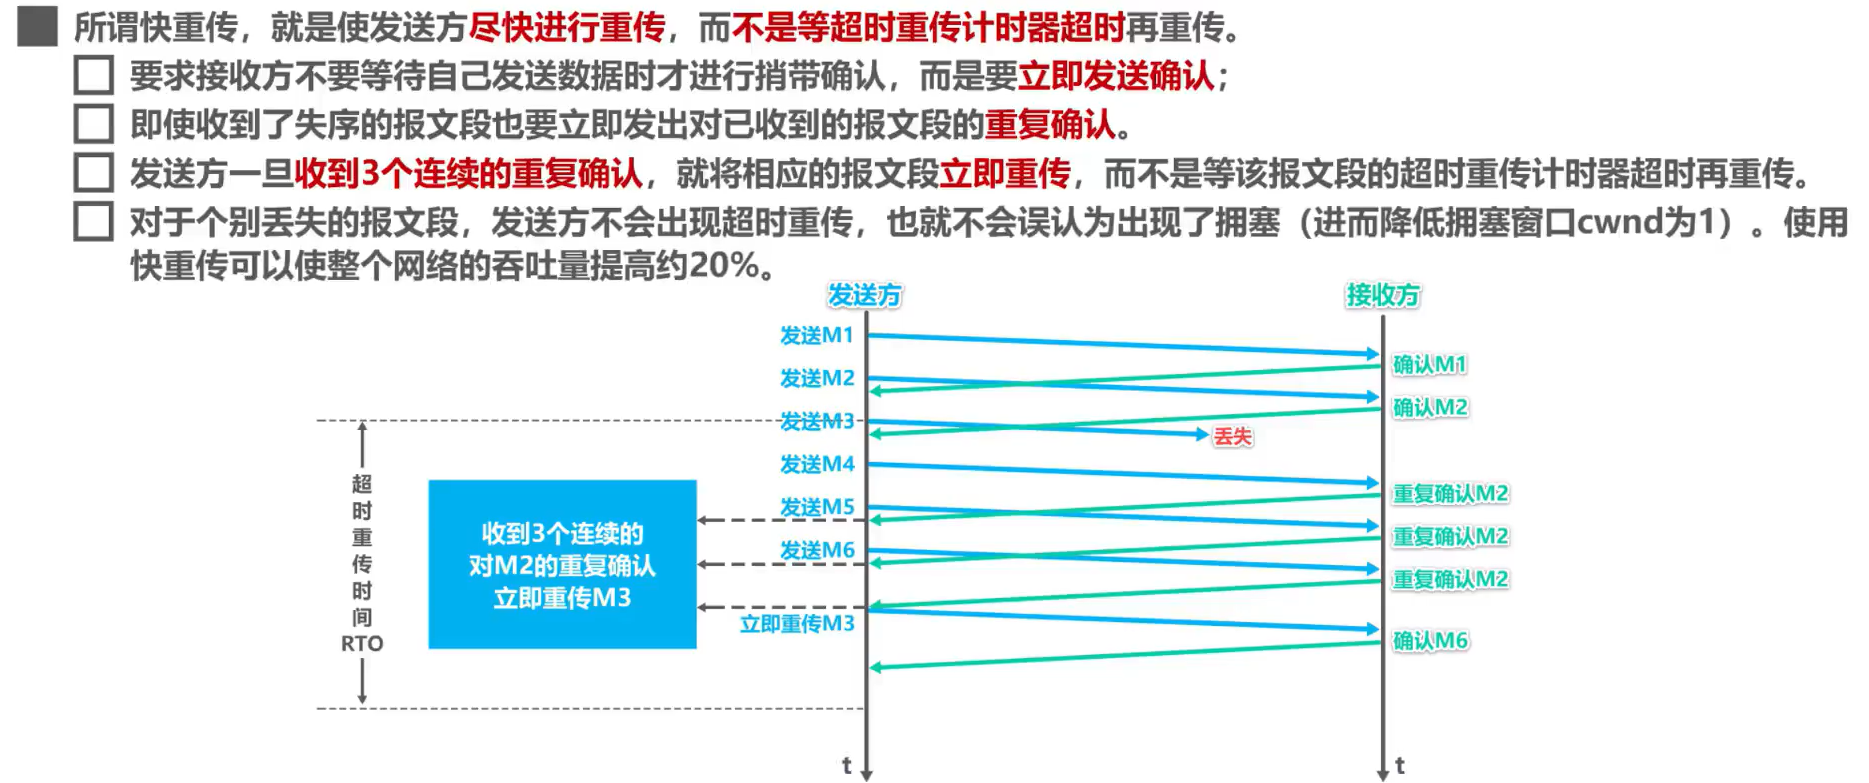 所谓快重传，就是使发送方尽快进行重传，而不是等超时重传计时器超时再重传。
要求接收方不要等待自己发送数据时才进行捎带确认，而是要立即发送确认；
即使收到了失序的报文段也要立即发出对已收到的报文段的重复确认。
发送方一旦收到3个连续的重复确认，就将相应的报文段立即重传，而不是等该报文段的超时重传计时器超时再重传。
对于个别丢失的报文段，发送方不会出现超时重传，也就不会误认为出现了拥塞（进而降低拥塞窗口cwnd为1）。使用
快重传可以使整个网络的吞吐量提高约20%。
发送方
接收方
发送M1
确认M1
发送M2
确认M2
发送M3
丢失
发送M4
重复确认M2
发送M5
重复确认M2
发送M6
重复确认M2
立即重传M3
确认M6
超
时
重
传
时
间
RTO
收到3个连续的
对M2的重复确认
立即重传M3
t
t